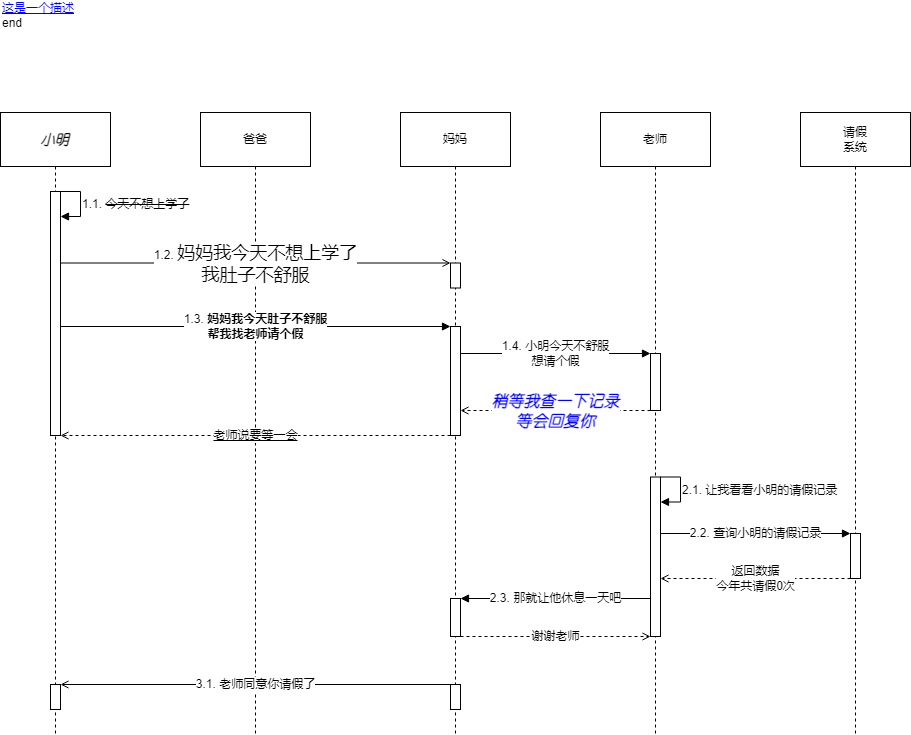 这是一个描述
end
小明
爸爸
妈妈
老师
请假
系统
1.1. 今天不想上学了
1.2. 妈妈我今天不想上学了
我肚子不舒服
1.3. 妈妈我今天肚子不舒服
帮我找老师请个假
1.4. 小明今天不舒服
想请个假
稍等我查一下记录
等会回复你
老师说要等一会
2.1. 让我看看小明的请假记录
2.2. 查询小明的请假记录
返回数据
今年共请假0次
2.3. 那就让他休息一天吧
谢谢老师
3.1. 老师同意你请假了